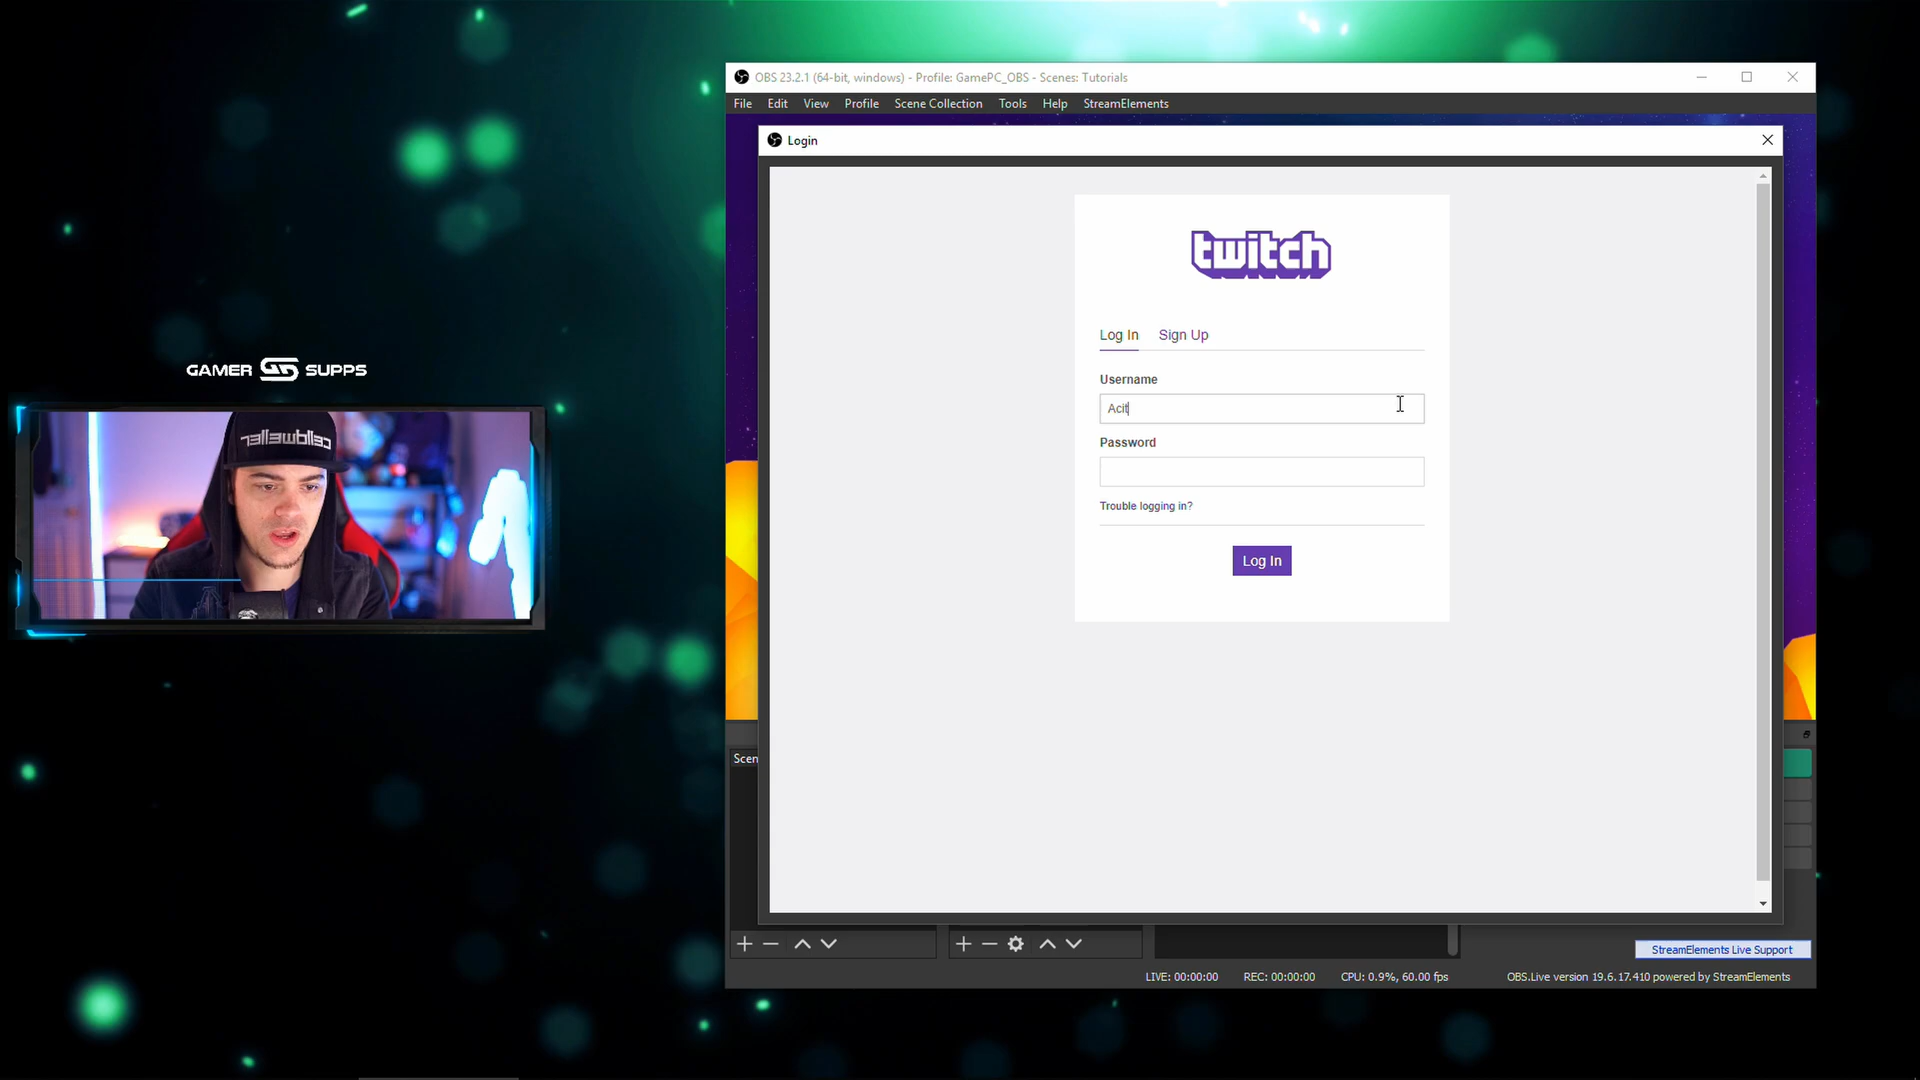 OBS 23.2.1 (64-bit, windows) - Profile: GamePC_OBS - Scenes: Tutorials
File Edit View Profile Scene Collection Tools Help StreamElements
Login
twitch
Log In Sign Up
Username
Acit
Password
Trouble logging in?
Log In
GAMER GS SUPPS
celldweller
Scen
StreamElements Live Support
LIVE: 00:00:00 REC: 00:00:00 CPU: 0.9%, 60.00 fps OBS.Live version 19.6.17.410 powered by StreamElements